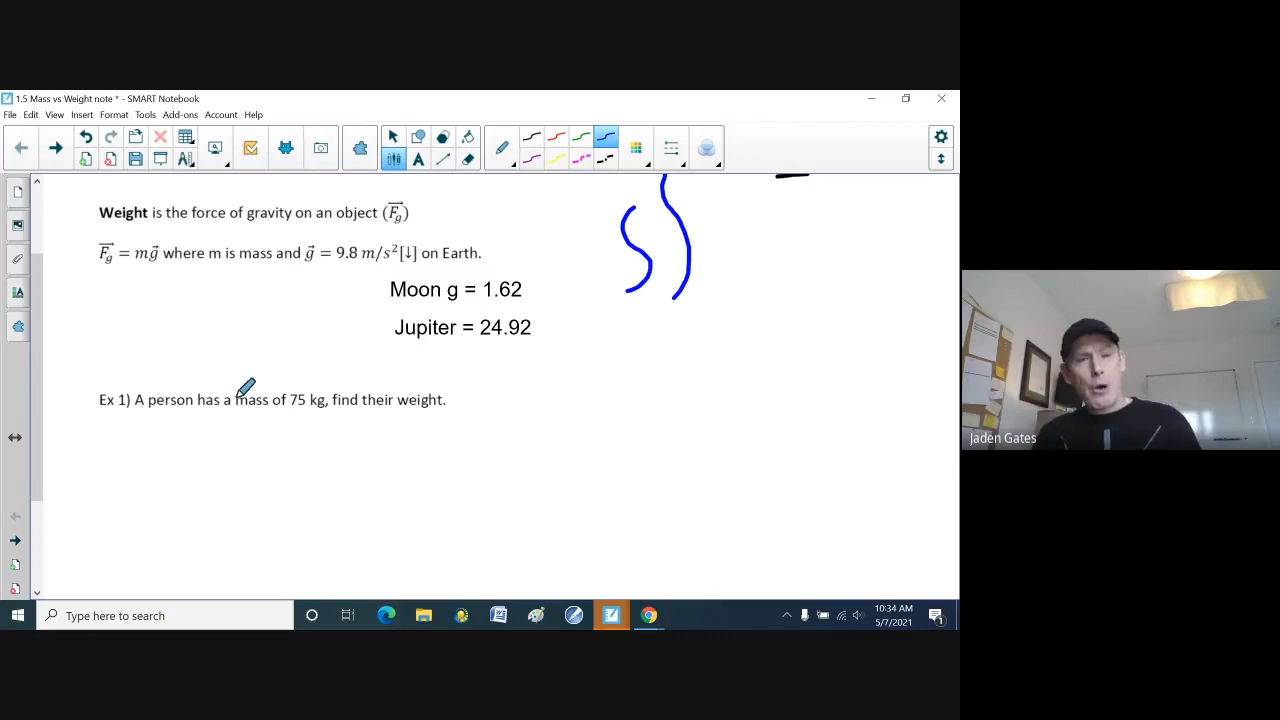 1.5 Mass vs Weight note * - SMART Notebook
File Edit View Insert Format Tools Add-ons Account Help
Weight is the force of gravity on an object (F⃗g)
F⃗g = mg⃗ where m is mass and g⃗ = 9.8 m/s²[↓] on Earth.
Moon g = 1.62
Jupiter = 24.92
Ex 1) A person has a mass of 75 kg, find their weight.
Jaden Gates
Type here to search
10:34 AM
5/7/2021
1